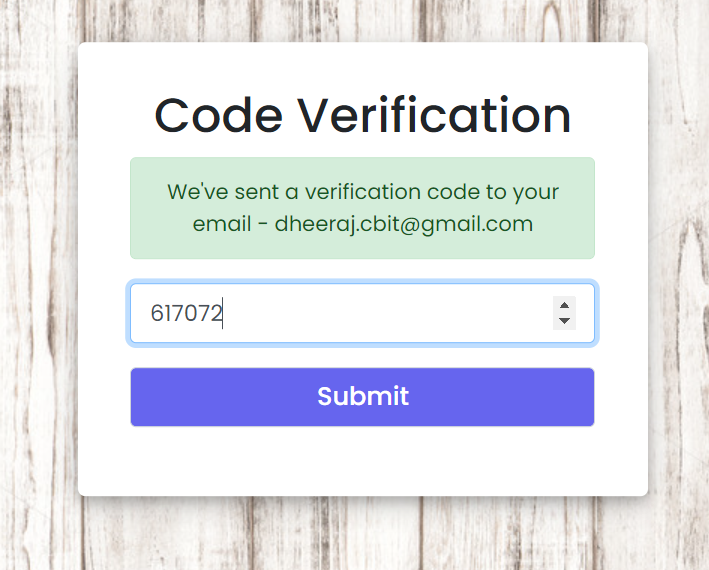 Code Verification
We've sent a verification code to your
email - dheeraj.cbit@gmail.com
617072
Submit